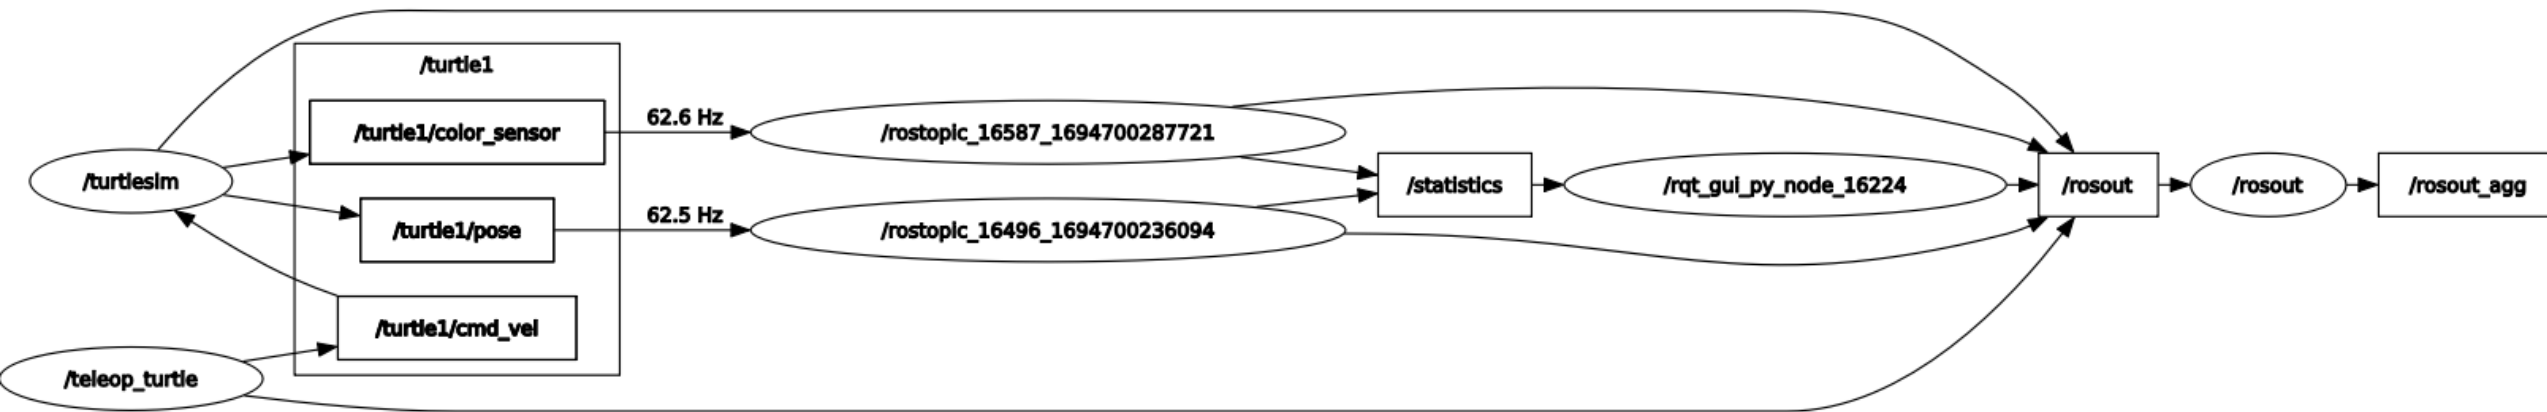 /turtle1
/turtle1/color_sensor
62.6 Hz
/rostopic_16587_1694700287721
/turtlesim
/statistics
/rqt_gui_py_node_16224
/rosout
/rosout
/rosout_agg
/turtle1/pose
62.5 Hz
/rostopic_16496_1694700236094
/turtle1/cmd_vel
/teleop_turtle